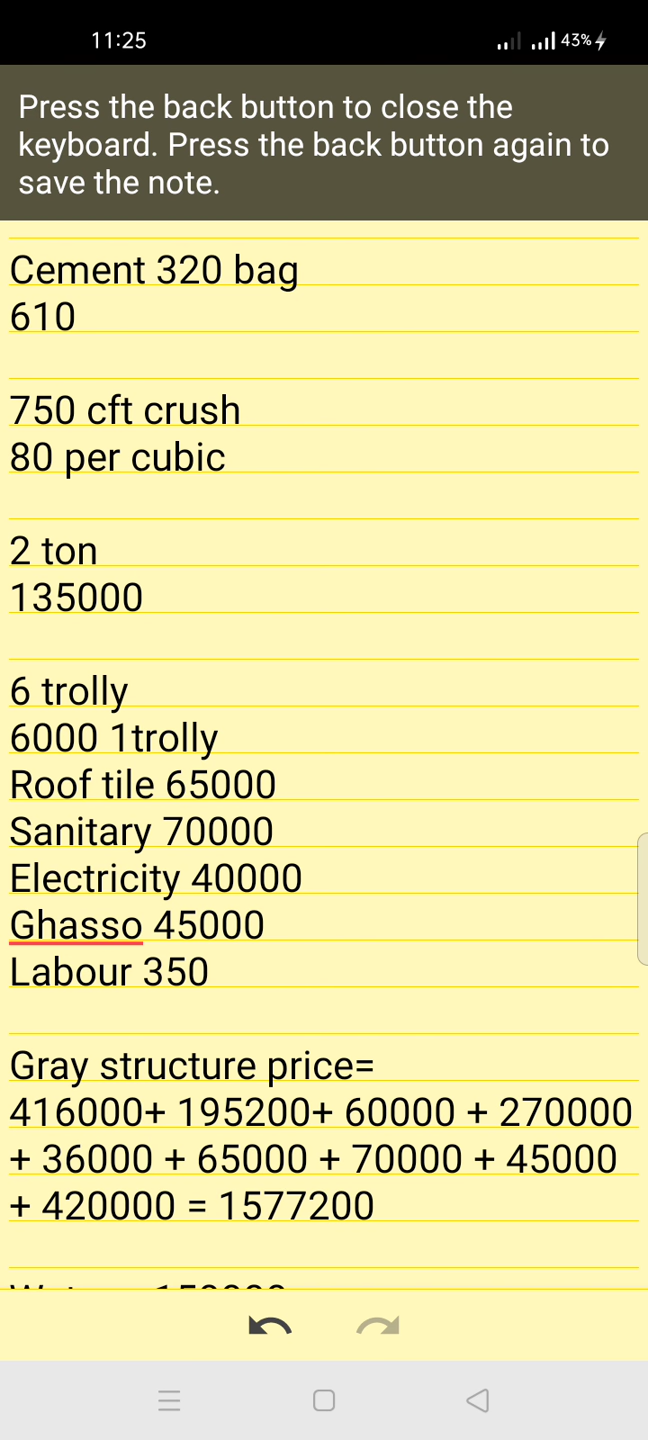 11:25
43%
Press the back button to close the
keyboard. Press the back button again to
save the note.
Cement 320 bag
610
750 cft crush
80 per cubic
2 ton
135000
6 trolly
6000 1trolly
Roof tile 65000
Sanitary 70000
Electricity 40000
Ghasso 45000
Labour 350
Gray structure price=
416000+ 195200+ 60000 + 270000
+ 36000 + 65000 + 70000 + 45000
+ 420000 = 1577200